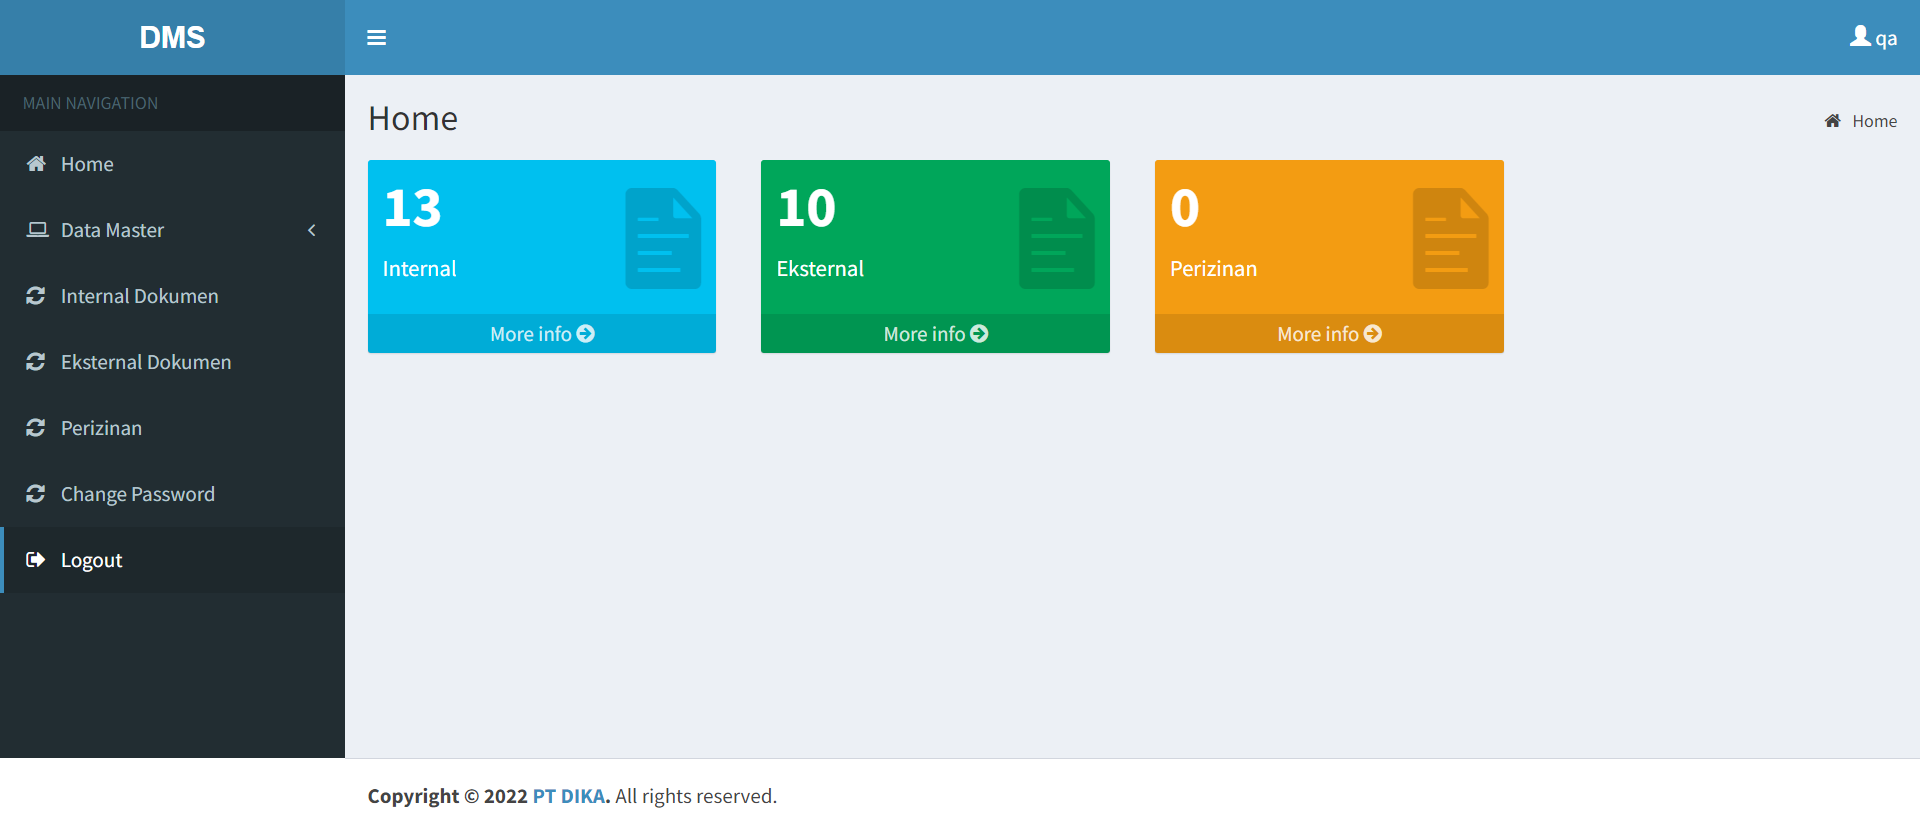 DMS
qa
MAIN NAVIGATION
Home
Data Master
Internal Dokumen
Eksternal Dokumen
Perizinan
Change Password
Logout
Home
Home
13
Internal
More info
10
Eksternal
More info
0
Perizinan
More info
Copyright © 2022 PT DIKA. All rights reserved.